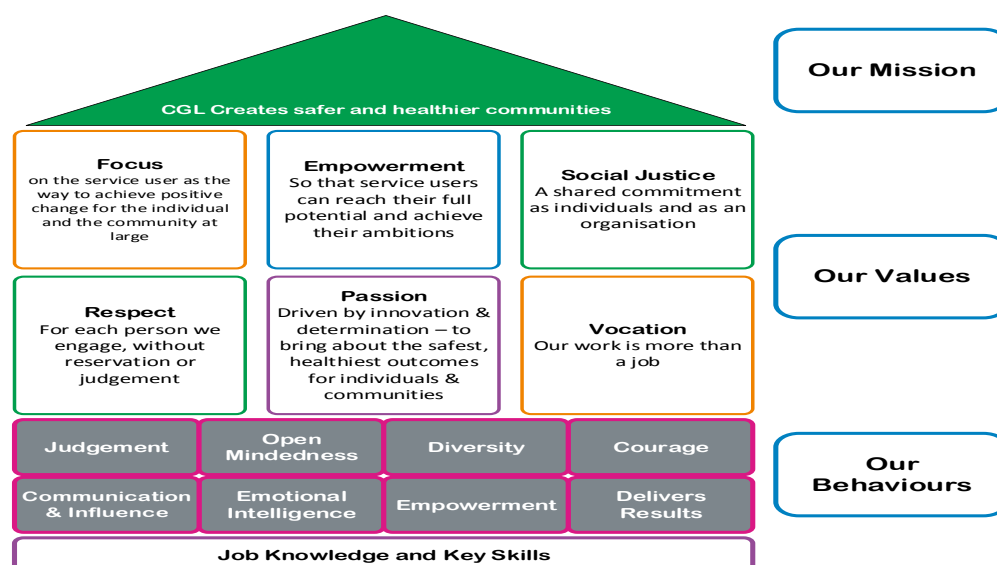 CGL Creates safer and healthier communities
Our Mission
Focus
on the service user as the
way to achieve positive
change for the individual
and the community at
large
Empowerment
So that service users
can reach their full
potential and achieve
their ambitions
Social Justice
A shared commitment
as individuals and as an
organisation
Our Values
Respect
For each person we
engage, without
reservation or
judgement
Passion
Driven by innovation &
determination – to
bring about the safest,
healthiest outcomes
for individuals &
communities
Vocation
Our work is more than
a job
Judgement
Open
Mindedness
Diversity
Courage
Our
Behaviours
Communication
& Influence
Emotional
Intelligence
Empowerment
Delivers
Results
Job Knowledge and Key Skills